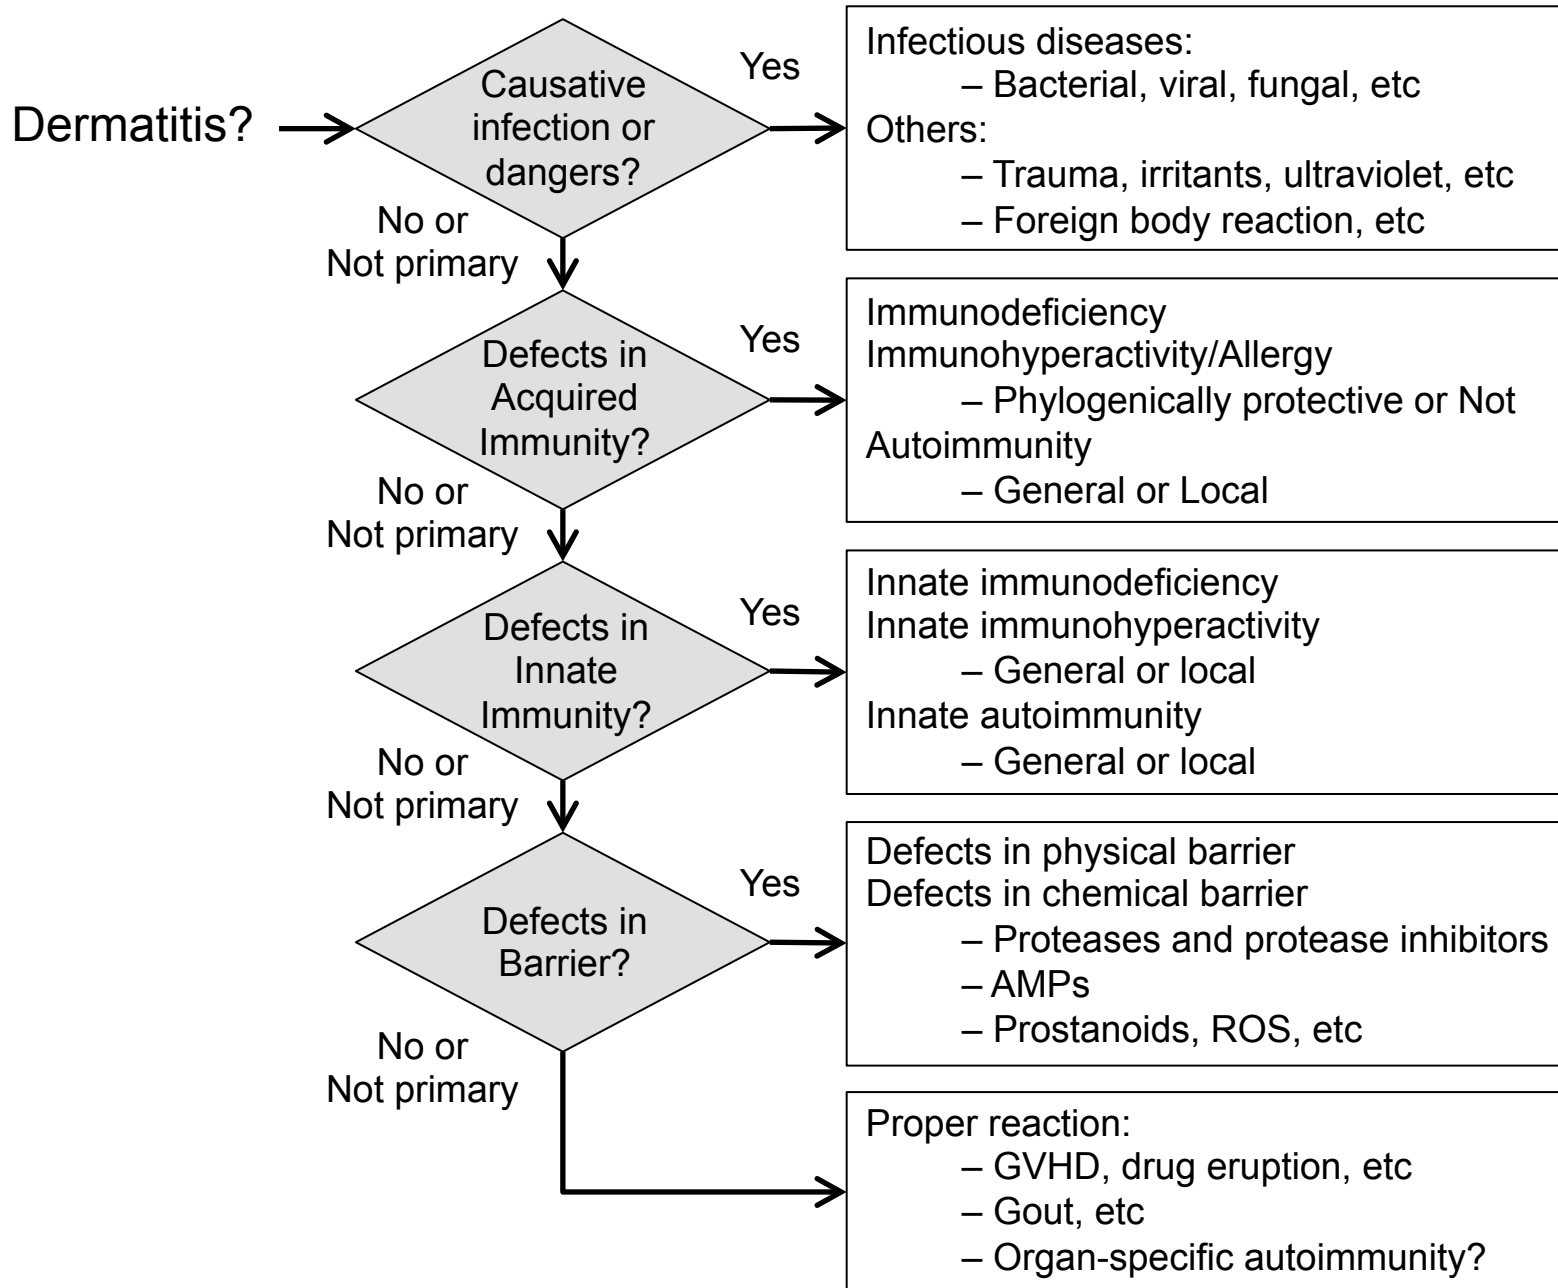 Dermatitis?
Causative
infection or
dangers?
Yes
Infectious diseases:
– Bacterial, viral, fungal, etc
Others:
– Trauma, irritants, ultraviolet, etc
– Foreign body reaction, etc
No or
Not primary
Defects in
Acquired
Immunity?
Yes
Immunodeficiency
Immunohyperactivity/Allergy
– Phylogenically protective or Not
Autoimmunity
– General or Local
No or
Not primary
Defects in
Innate
Immunity?
Yes
Innate immunodeficiency
Innate immunohyperactivity
– General or local
Innate autoimmunity
– General or local
No or
Not primary
Defects in
Barrier?
Yes
Defects in physical barrier
Defects in chemical barrier
– Proteases and protease inhibitors
– AMPs
– Prostanoids, ROS, etc
No or
Not primary
Proper reaction:
– GVHD, drug eruption, etc
– Gout, etc
– Organ-specific autoimmunity?